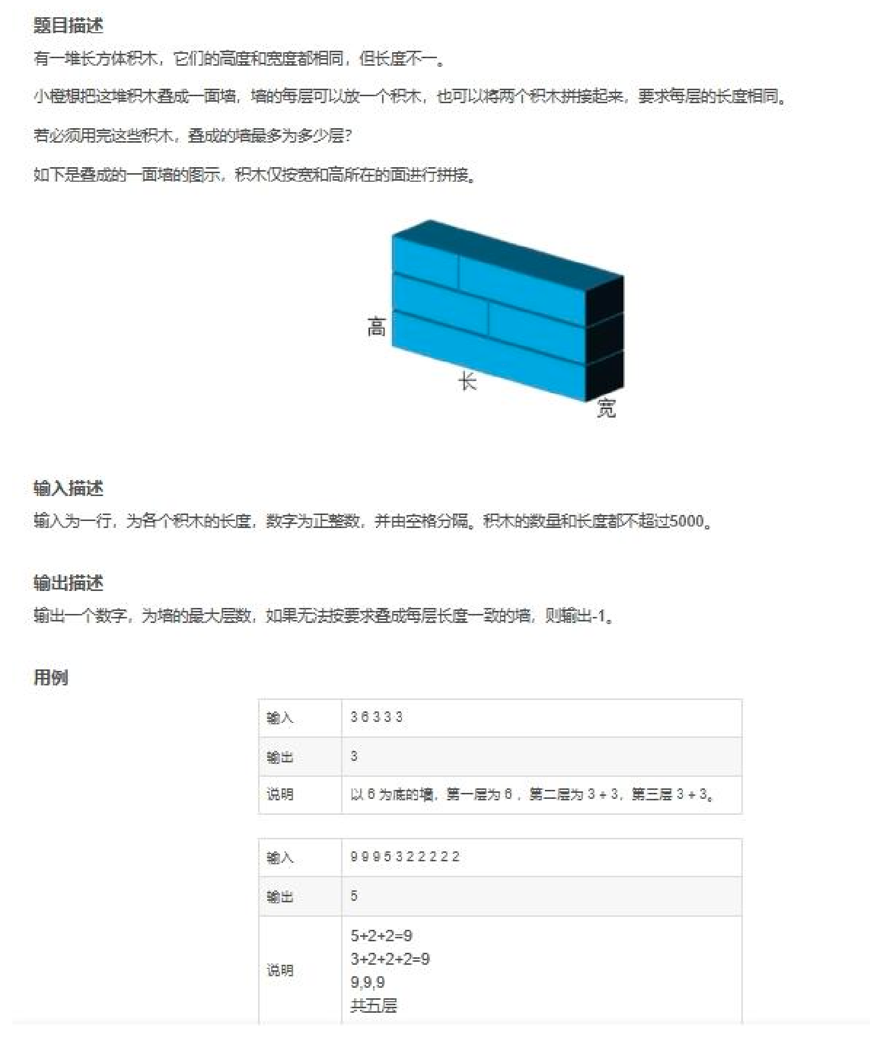 题目描述
有一堆长方体积木，它们的高度和宽度都相同，但长度不一。
小橙想把这堆积木叠成一面墙，墙的每层可以放一个积木，也可以将两个积木拼接起来，要求每层的长度相同。
若必须用完这些积木，叠成的墙最多为多少层？
如下是叠成的一面墙的图示，积木仅按宽和高所在的面进行拼接。
高
长
宽
输入描述
输入为一行，为各个积木的长度，数字为正整数，并由空格分隔。积木的数量和长度都不超过5000。
输出描述
输出一个数字，为墙的最大层数，如果无法按要求叠成每层长度一致的墙，则输出-1。
用例
输入 3 6 3 3 3
输出 3
说明 以 6 为底的墙，第一层为 6 ，第二层为 3 + 3，第三层 3 + 3。
输入 9 9 9 5 3 2 2 2 2 2
输出 5
说明
5+2+2=9
3+2+2+2=9
9,9,9
共五层